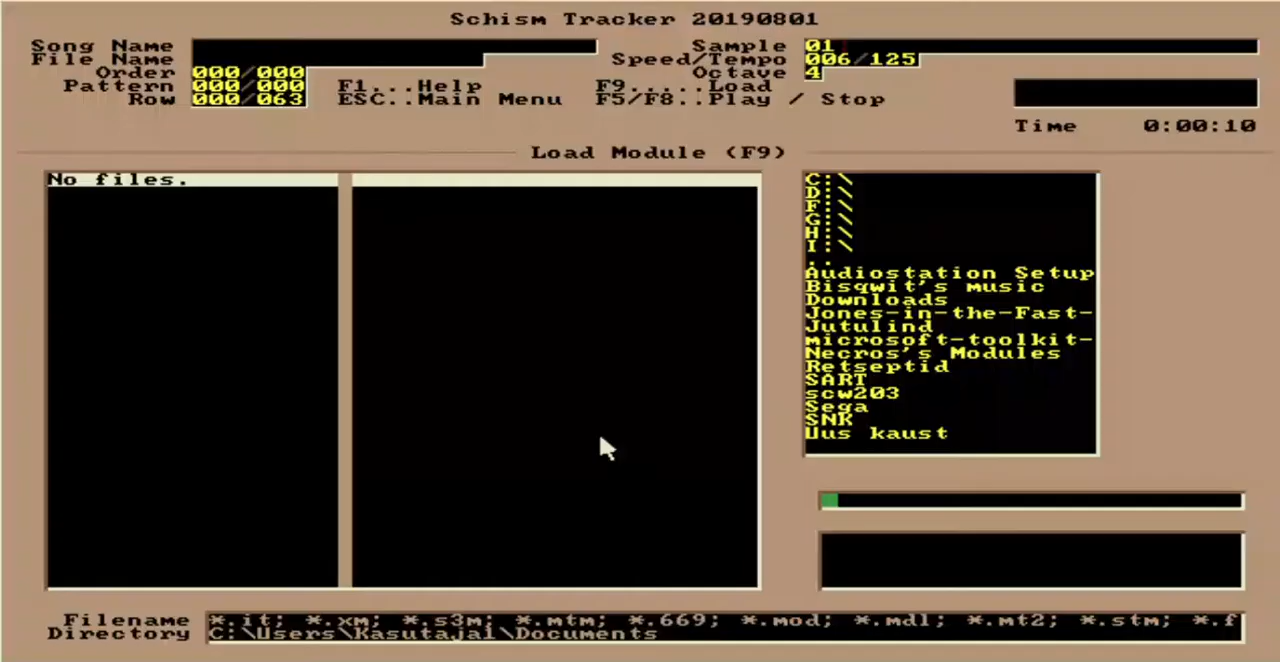 Schism Tracker 20190801
Song Name
Sample 01
File Name
Speed/Tempo 006/125
Order 000/000
Octave 4
Pattern 000/000 F1...Help F9.....Load
Row 000/063 ESC..Main Menu F5/F8..Play / Stop
Time 0:00:10
Load Module (F9)
No files.
C:\
D:\
F:\
G:\
H:\
I:\
..
Audiostation Setup
Bisqwit's music
Downloads
Jones-in-the-Fast-
Jutulind
microsoft-toolkit-
Necros's Modules
Retseptid
SART
scw203
Sega
SNK
Uus kaust
Filename *.it; *.xm; *.s3m; *.mtm; *.669; *.mod; *.mdl; *.mt2; *.stm; *.f
Directory C:\Users\Kasutaja1\Documents